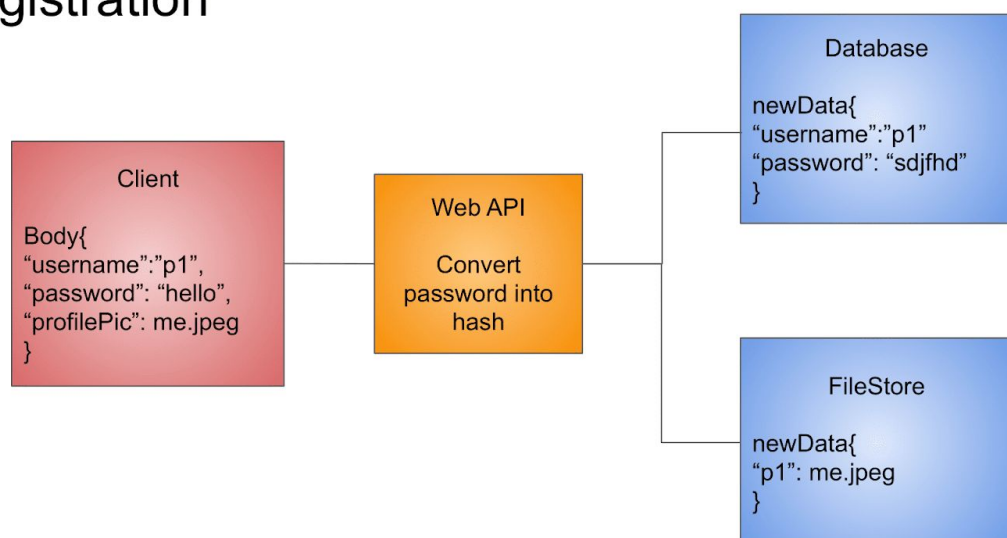 gistration
Client
Body{
“username”:”p1”,
“password”: “hello”,
“profilePic”: me.jpeg
}
Web API
Convert
password into
hash
Database
newData{
“username”:”p1”
“password”: “sdjfhd”
}
FileStore
newData{
“p1”: me.jpeg
}